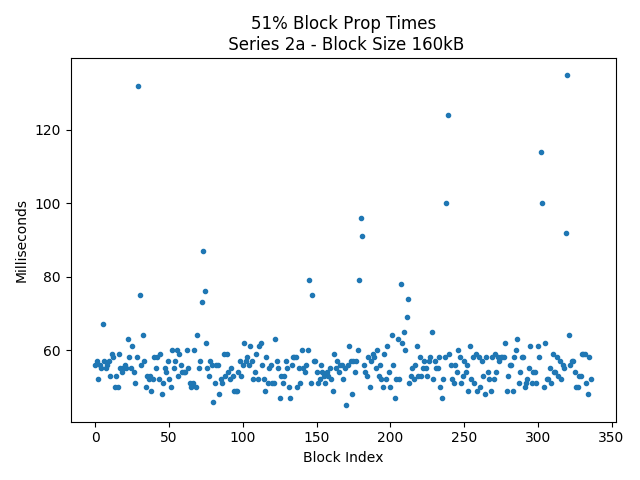 51% Block Prop Times
Series 2a - Block Size 160kB
120
100
80
60
Milliseconds
0 50 100 150 200 250 300 350
Block Index